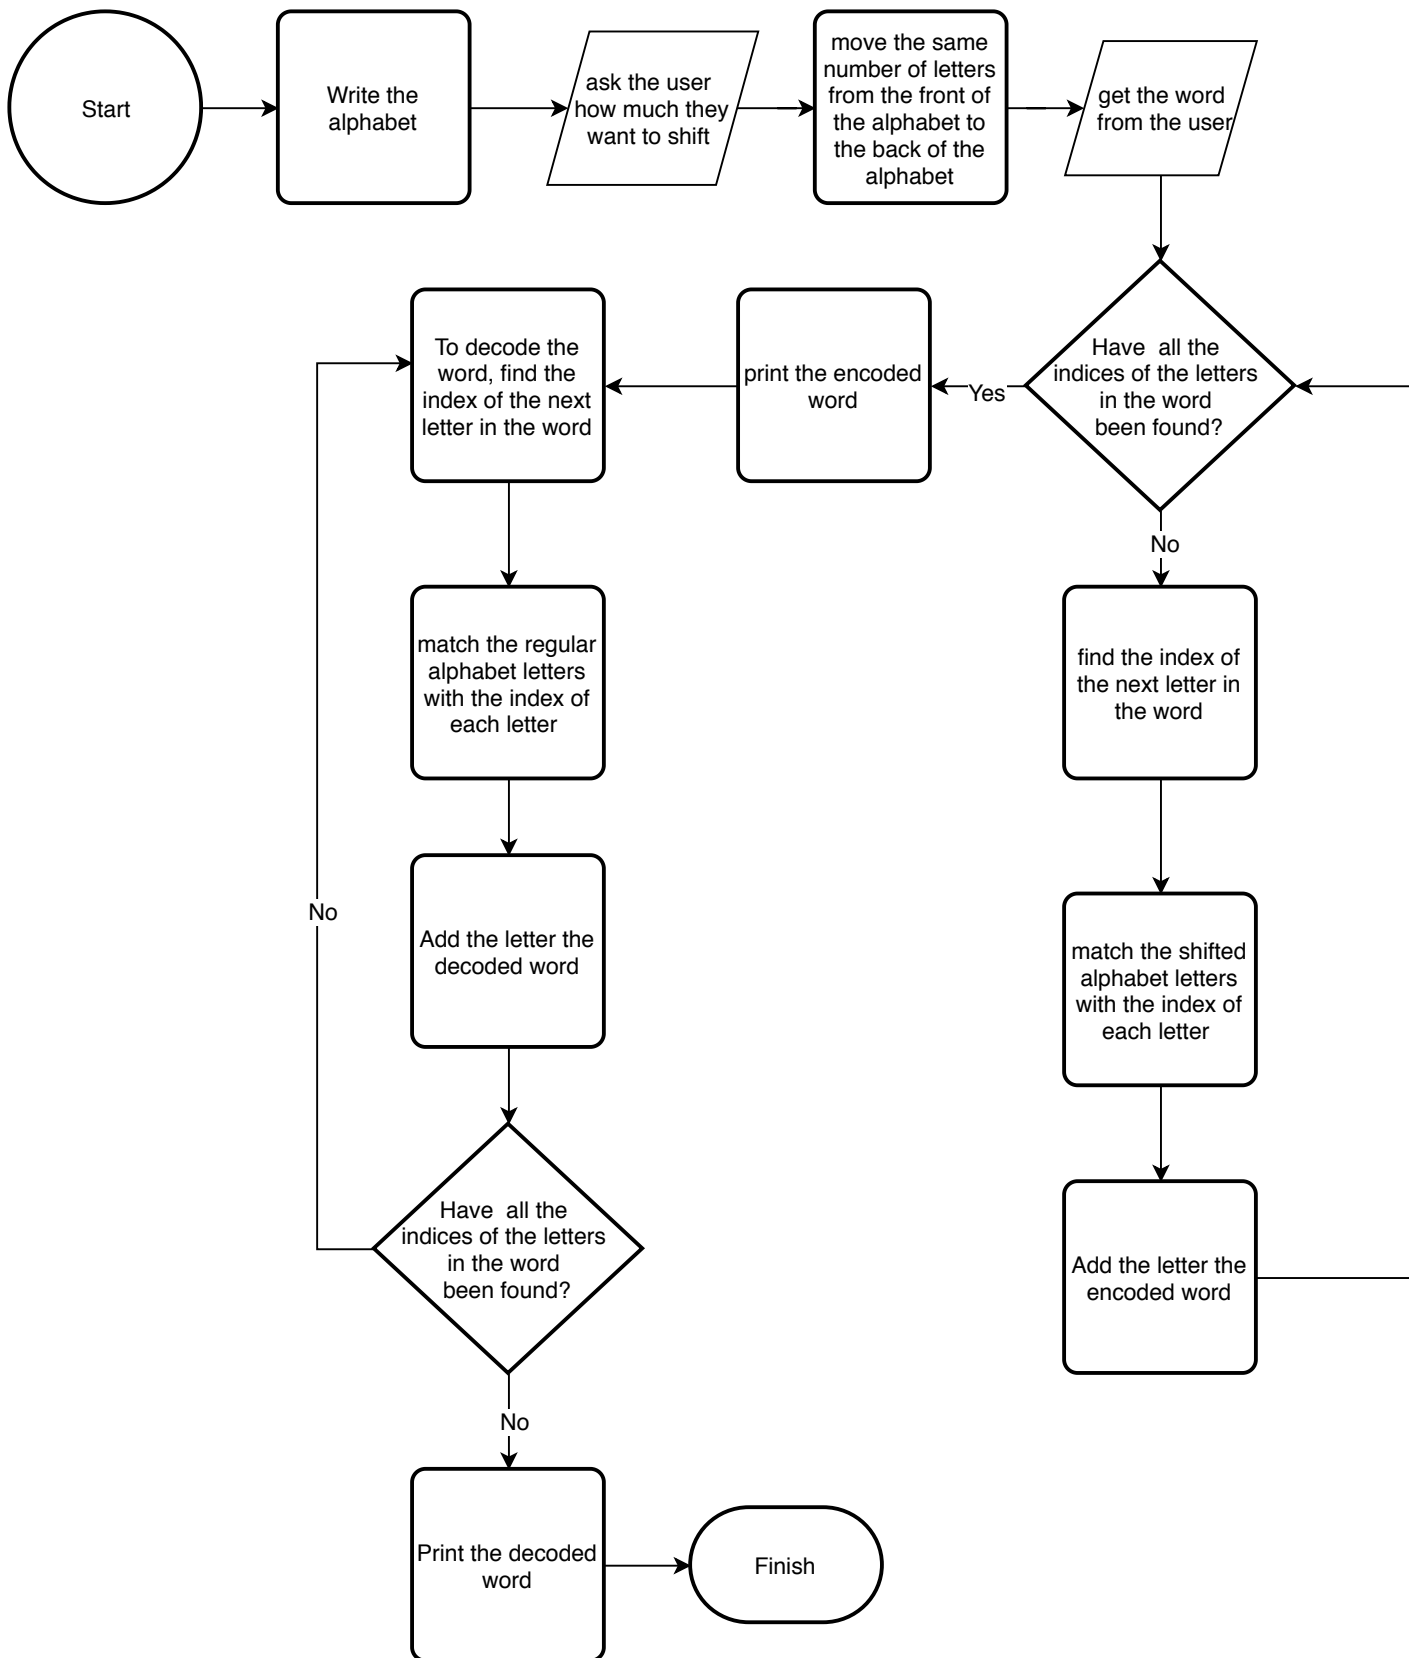 Start
Write the
alphabet
ask the user
how much they
want to shift
move the same
number of letters
from the front of
the alphabet to
the back of the
alphabet
get the word
from the user
Have  all the
indices of the letters
in the word
been found?
Yes
print the encoded
word
To decode the
word, find the
index of the next
letter in the word
No
find the index of
the next letter in
the word
match the shifted
alphabet letters
with the index of
each letter
Add the letter the
encoded word
match the regular
alphabet letters
with the index of
each letter
Add the letter the
decoded word
Have  all the
indices of the letters
in the word
been found?
No
No
Print the decoded
word
Finish